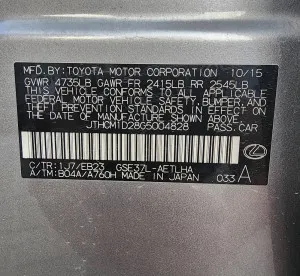 MFD. BY: TOYOTA MOTOR CORPORATION 10/15
GVWR 4735LB GAWR FR 2415LB RR 2545LB
THIS VEHICLE CONFORMS TO ALL APPLICABLE
FEDERAL MOTOR VEHICLE SAFETY, BUMPER, AND
THEFT PREVENTION STANDARDS IN EFFECT ON
THE DATE OF MANUFACTURE SHOWN ABOVE.
JTHCM1D28G5004828 PASS. CAR
C/TR: 1J7/EB23 GSE37L-AETLHA
A/TM: B04A/A760H MADE IN JAPAN 033 A